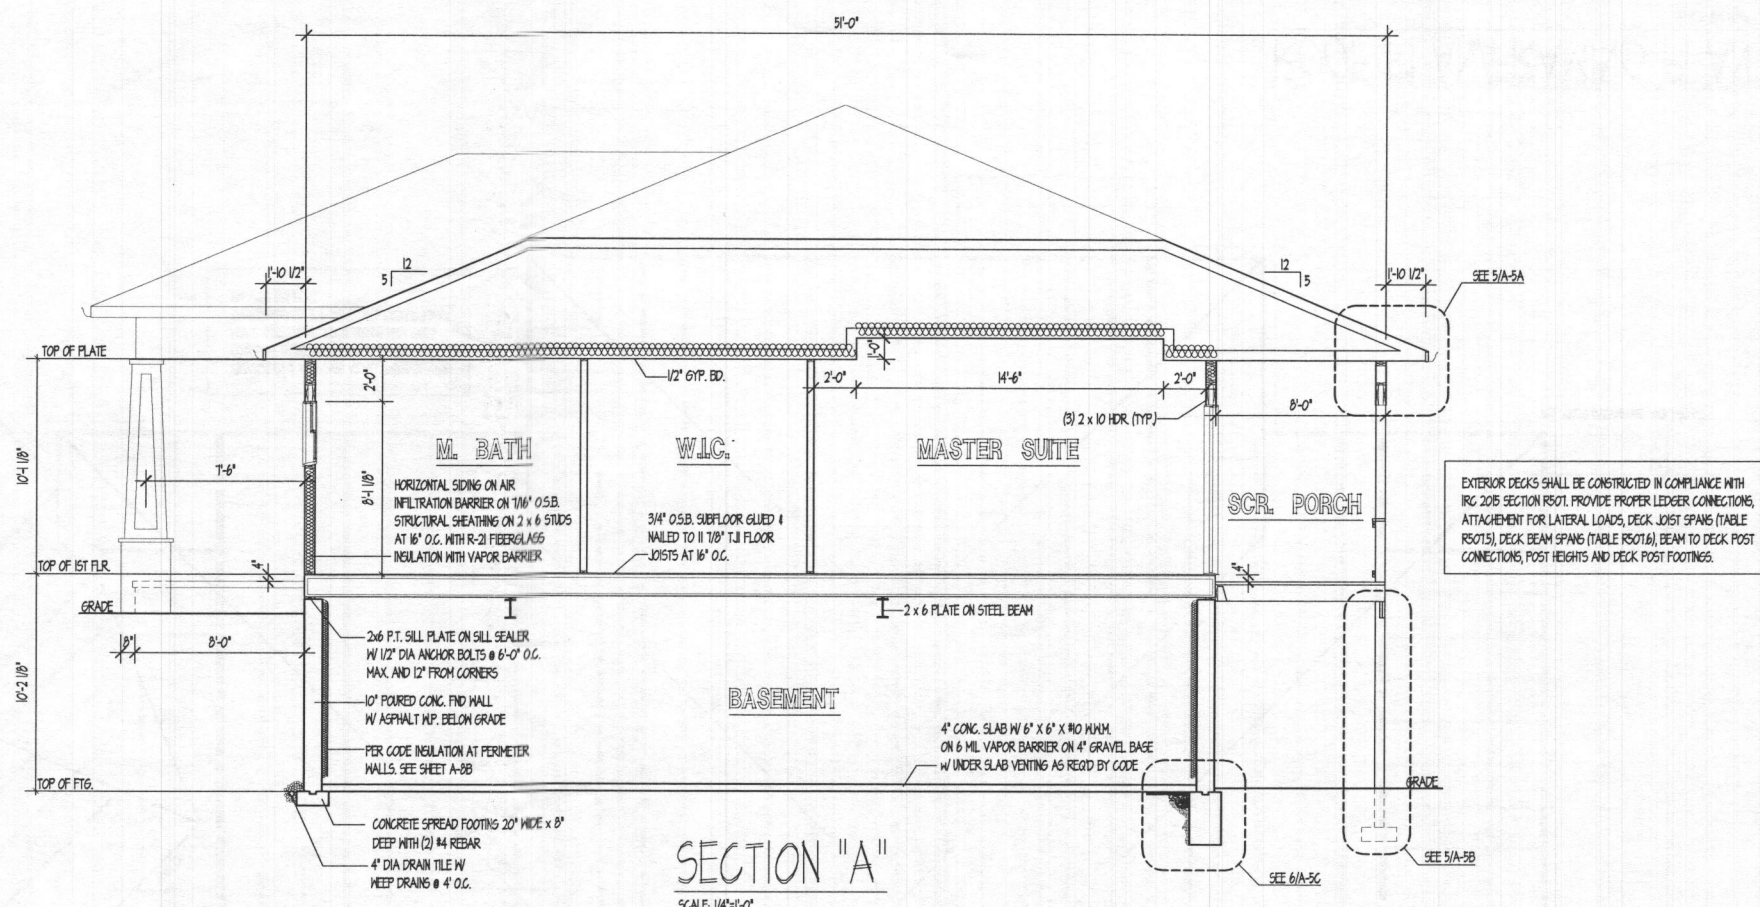 51'-0"
12
5
1'-10 1/2"
12
5
1'-10 1/2"
SEE 5/A-5A
TOP OF PLATE
2'-0"
1/2" GYP. BD.
1'-0"
2'-0"
14'-6"
2'-0"
(3) 2 x 10 HDR. (TYP.)
8'-0"
10'-1 1/8"
7'-6"
8'-1 1/8"
M. BATH
W.I.C.
MASTER SUITE
SCR. PORCH
HORIZONTAL SIDING ON AIR
INFILTRATION BARRIER ON 7/16" O.S.B.
STRUCTURAL SHEATHING ON 2 x 6 STUDS
AT 16" O.C. WITH R-21 FIBERGLASS
INSULATION WITH VAPOR BARRIER
3/4" O.S.B. SUBFLOOR GLUED &
NAILED TO 11 7/8" TJI FLOOR
JOISTS AT 16" O.C.
EXTERIOR DECKS SHALL BE CONSTRUCTED IN COMPLIANCE WITH
IRC 2015 SECTION R507. PROVIDE PROPER LEDGER CONNECTIONS,
ATTACHEMENT FOR LATERAL LOADS, DECK JOIST SPANS (TABLE
R507.5), DECK BEAM SPANS (TABLE R507.6), BEAM TO DECK POST
CONNECTIONS, POST HEIGHTS AND DECK POST FOOTINGS.
TOP OF 1ST FLR.
4"
4"
GRADE
2 x 6 PLATE ON STEEL BEAM
8"
8'-0"
2x6 P.T. SILL PLATE ON SILL SEALER
W/ 1/2" DIA ANCHOR BOLTS @ 6'-0" O.C.
MAX. AND 12" FROM CORNERS
10'-2 1/8"
10" POURED CONC. FND WALL
W/ ASPHALT W.P. BELOW GRADE
BASEMENT
PER CODE INSULATION AT PERIMETER
WALLS. SEE SHEET A-8B
4" CONC. SLAB W/ 6" X 6" X #10 W.W.M.
ON 6 MIL VAPOR BARRIER ON 4" GRAVEL BASE
W/ UNDER SLAB VENTING AS REQ'D BY CODE
TOP OF FTG.
GRADE
CONCRETE SPREAD FOOTING 20" WIDE x 8"
DEEP WITH (2) #4 REBAR
4" DIA DRAIN TILE W/
WEEP DRAINS @ 4' O.C.
SECTION "A"
SCALE: 1/4"=1'-0"
SEE 6/A-5C
SEE 5/A-5B